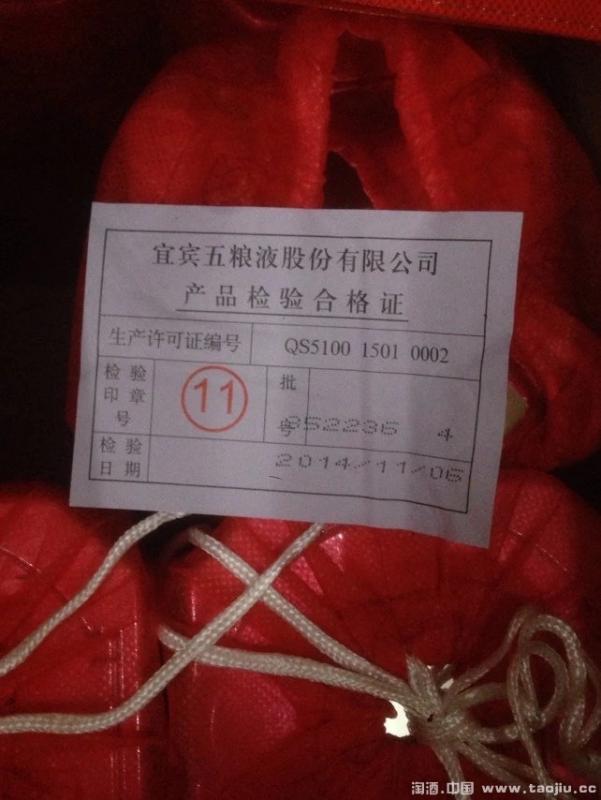 宜宾五粮液股份有限公司
产品检验合格证
生产许可证编号 QS5100 1501 0002
检验印章号 11 批号 352236 4
检验日期 2014/11/06
淘酒.中国 www.taojiu.cc